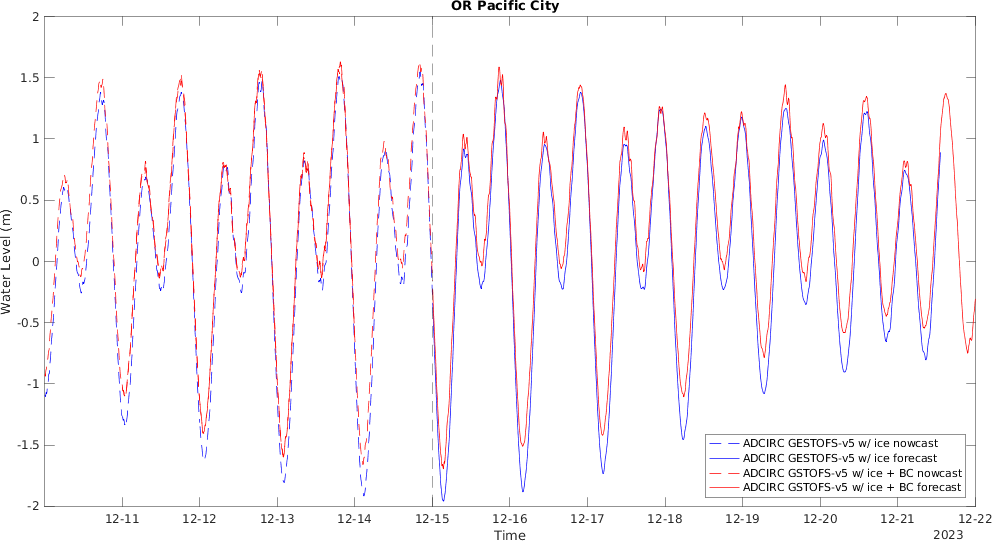 OR Pacific City
2
1.5
1
0.5
0
-0.5
-1
-1.5
-2
Water Level (m)
12-11 12-12 12-13 12-14 12-15 12-16 12-17 12-18 12-19 12-20 12-21 12-22
Time
2023
ADCIRC GESTOFS-v5 w/ ice nowcast
ADCIRC GESTOFS-v5 w/ ice forecast
ADCIRC GSTOFS-v5 w/ ice + BC nowcast
ADCIRC GSTOFS-v5 w/ ice + BC forecast